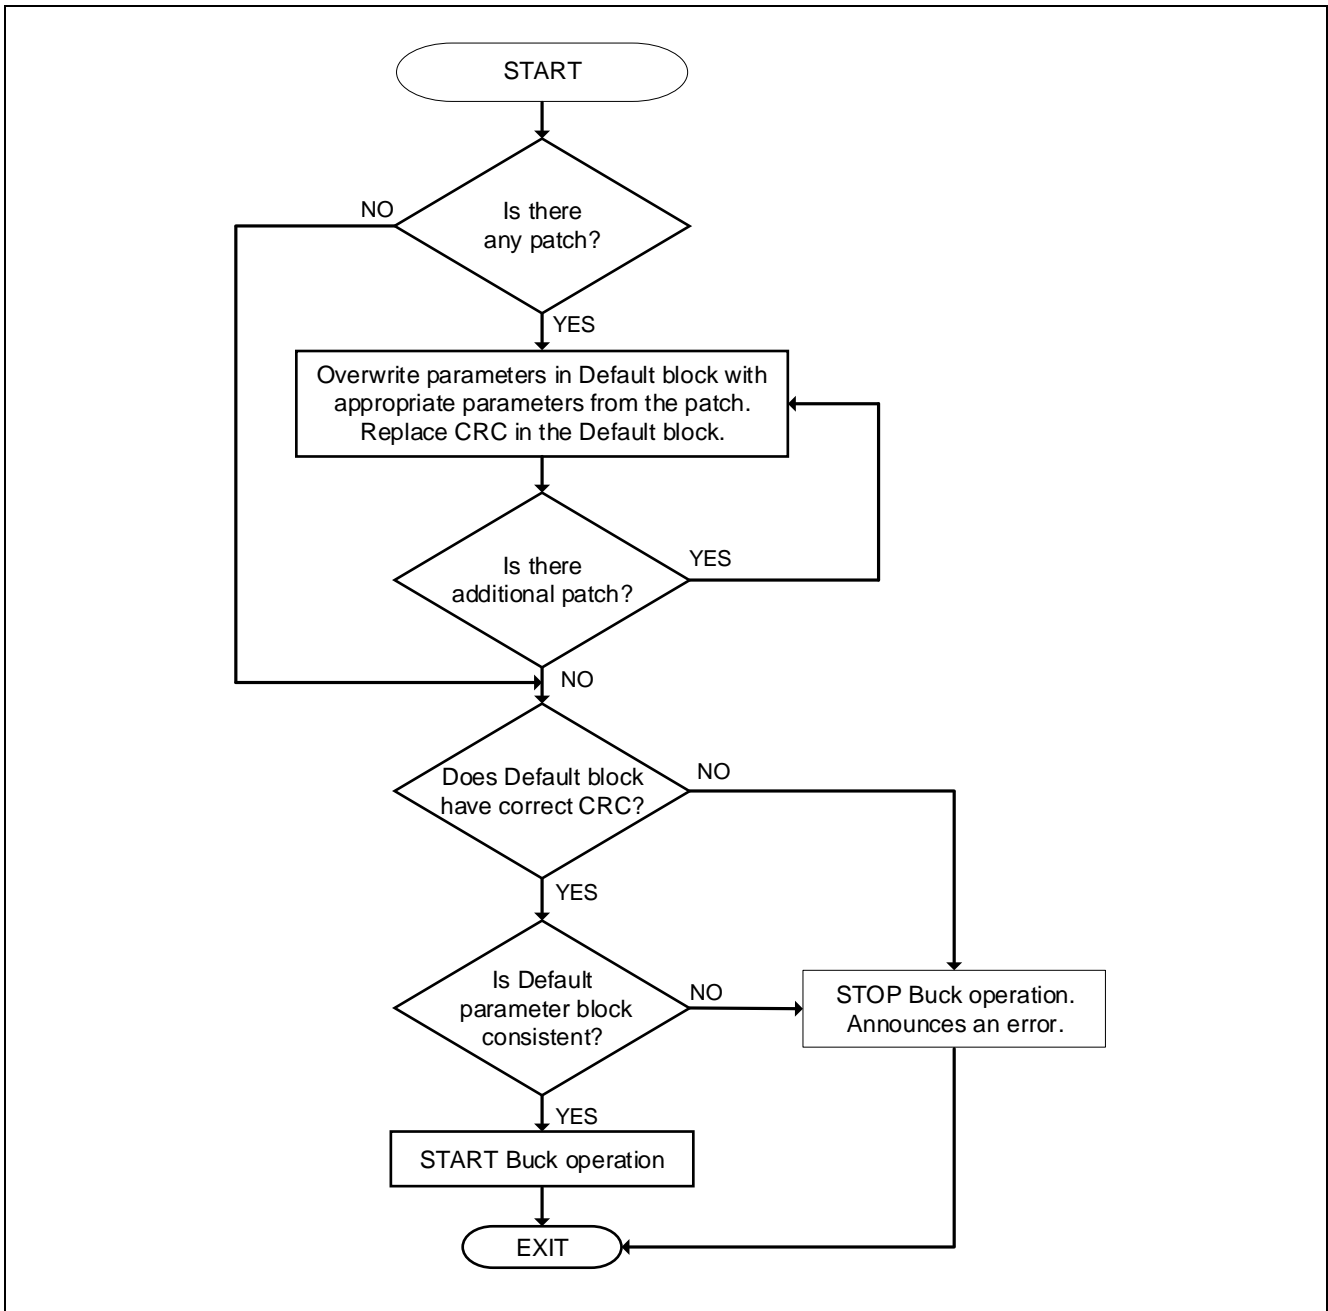 START
NO
Is there
any patch?
YES
Overwrite parameters in Default block with
appropriate parameters from the patch.
Replace CRC in the Default block.
Is there
additional patch?
YES
NO
Does Default block
have correct CRC?
NO
YES
Is Default
parameter block
consistent?
NO
STOP Buck operation.
Announces an error.
YES
START Buck operation
EXIT